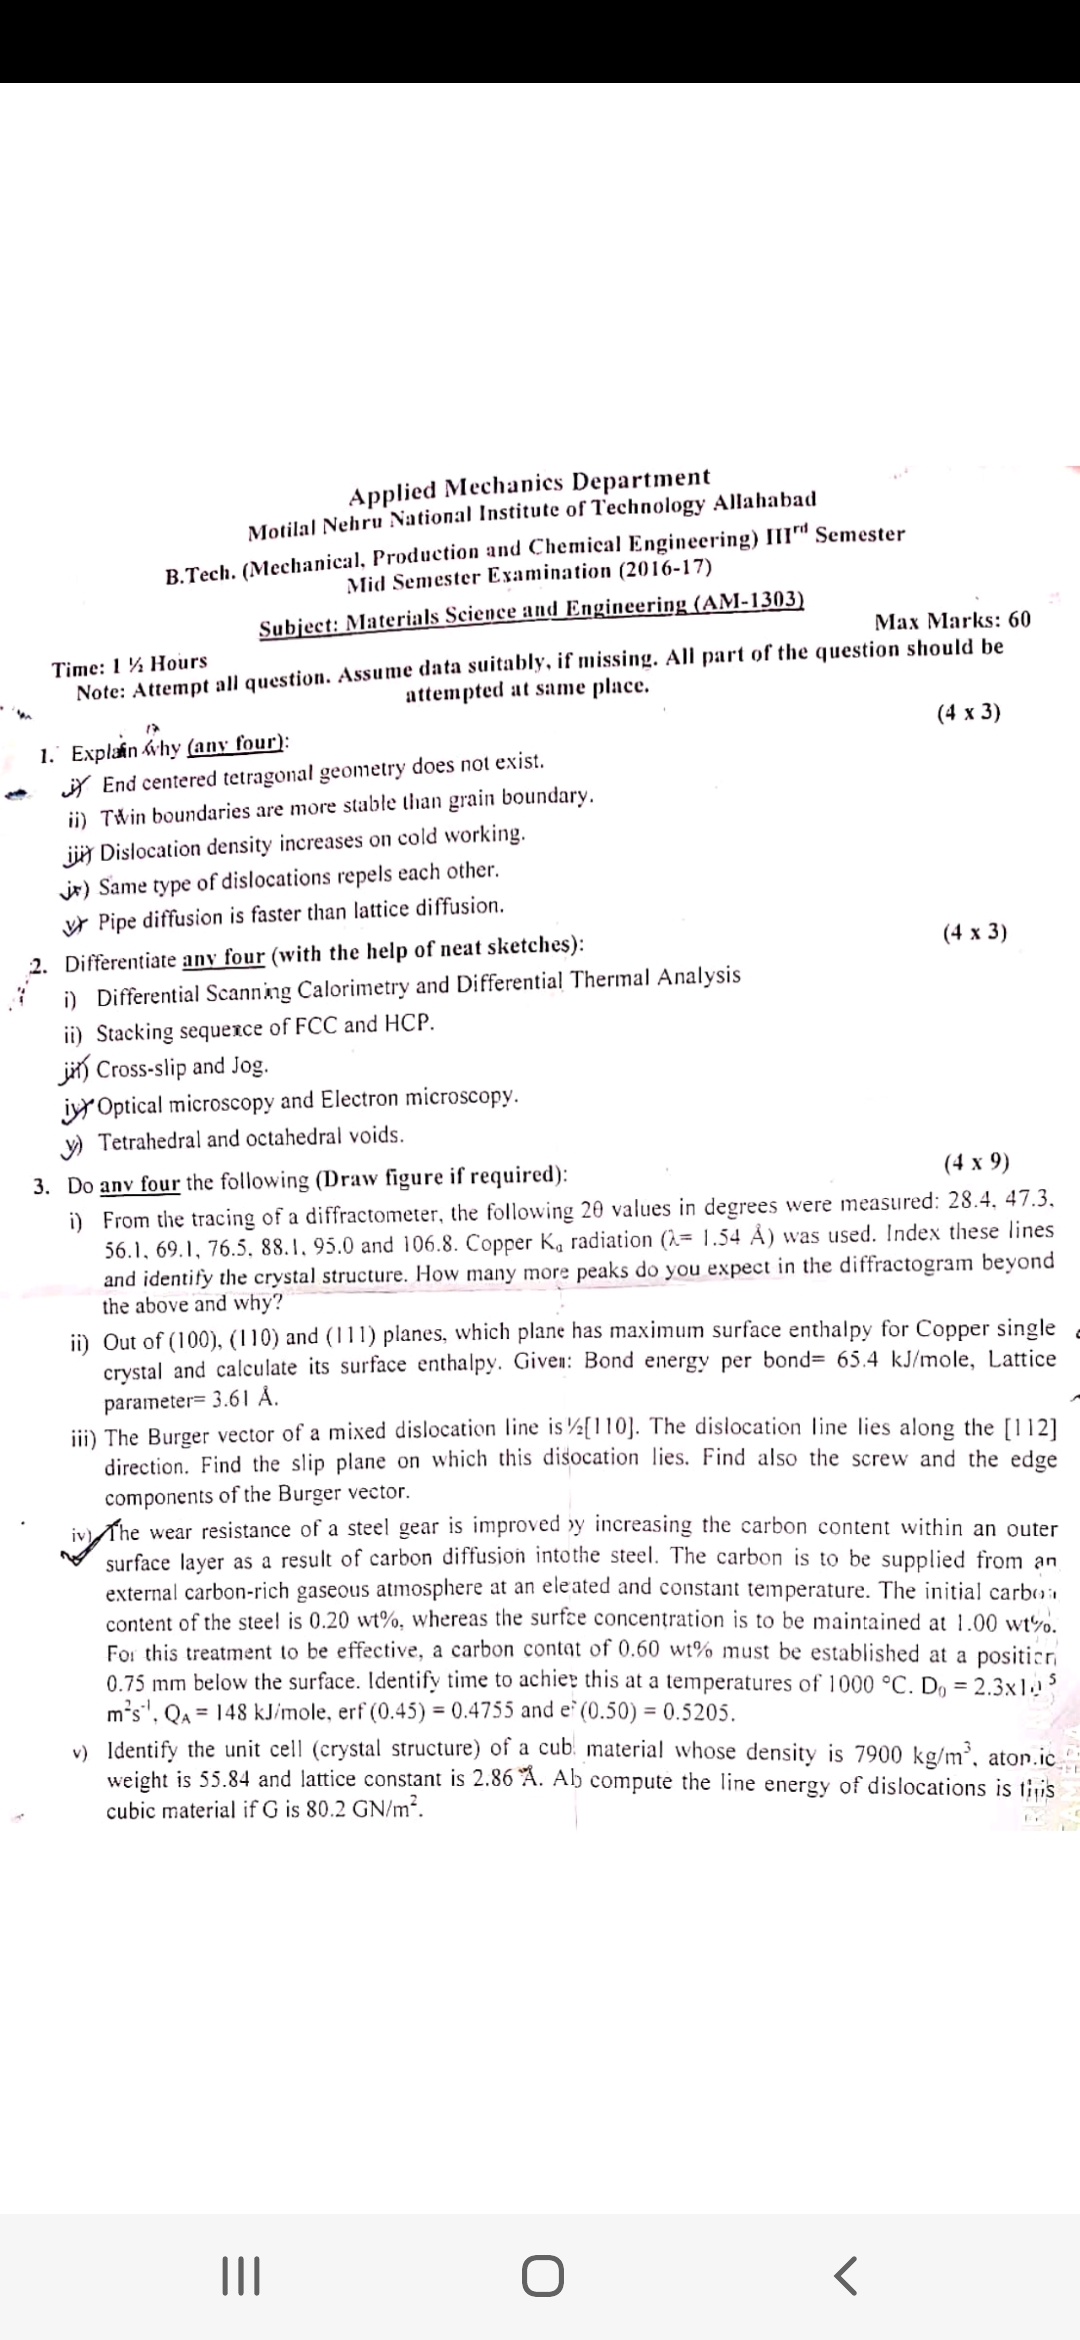 Applied Mechanics Department
Motilal Nehru National Institute of Technology Allahabad
B.Tech. (Mechanical, Production and Chemical Engineering) IIIrd Semester
Mid Semester Examination (2016-17)
Subject: Materials Science and Engineering (AM-1303)
Max Marks: 60
Time: 1 ½ Hours
Note: Attempt all question. Assume data suitably, if missing. All part of the question should be
attempted at same place.
1. Explain why (any four): (4 x 3)
i) End centered tetragonal geometry does not exist.
ii) Twin boundaries are more stable than grain boundary.
iii) Dislocation density increases on cold working.
iv) Same type of dislocations repels each other.
v) Pipe diffusion is faster than lattice diffusion.
2. Differentiate any four (with the help of neat sketches): (4 x 3)
i) Differential Scanning Calorimetry and Differential Thermal Analysis
ii) Stacking sequence of FCC and HCP.
iii) Cross-slip and Jog.
iv) Optical microscopy and Electron microscopy.
v) Tetrahedral and octahedral voids.
3. Do any four the following (Draw figure if required): (4 x 9)
i) From the tracing of a diffractometer, the following 2θ values in degrees were measured: 28.4, 47.3,
56.1, 69.1, 76.5, 88.1, 95.0 and 106.8. Copper Kα radiation (λ= 1.54 Å) was used. Index these lines
and identify the crystal structure. How many more peaks do you expect in the diffractogram beyond
the above and why?
ii) Out of (100), (110) and (111) planes, which plane has maximum surface enthalpy for Copper single
crystal and calculate its surface enthalpy. Given: Bond energy per bond= 65.4 kJ/mole, Lattice
parameter= 3.61 Å.
iii) The Burger vector of a mixed dislocation line is ½[110]. The dislocation line lies along the [112]
direction. Find the slip plane on which this dislocation lies. Find also the screw and the edge
components of the Burger vector.
iv) The wear resistance of a steel gear is improved by increasing the carbon content within an outer
surface layer as a result of carbon diffusion intothe steel. The carbon is to be supplied from an
external carbon-rich gaseous atmosphere at an and constant temperature. The initial carbon
content of the steel is 0.20 wt%, whereas the concentration is to be maintained at 1.00 wt%.
For this treatment to be effective, a carbon of 0.60 wt% must be established at a position
0.75 mm below the surface. Identify time to this at a temperatures of 1000 °C. D₀ = 2.3x10⁻⁵
m²s⁻¹, QA = 148 kJ/mole, erf (0.45) = 0.4755 and (0.50) = 0.5205.
v) Identify the unit cell (crystal structure) of a material whose density is 7900 kg/m³, atomic
weight is 55.84 and lattice constant is 2.86 Å. compute the line energy of dislocations is this
cubic material if G is 80.2 GN/m².